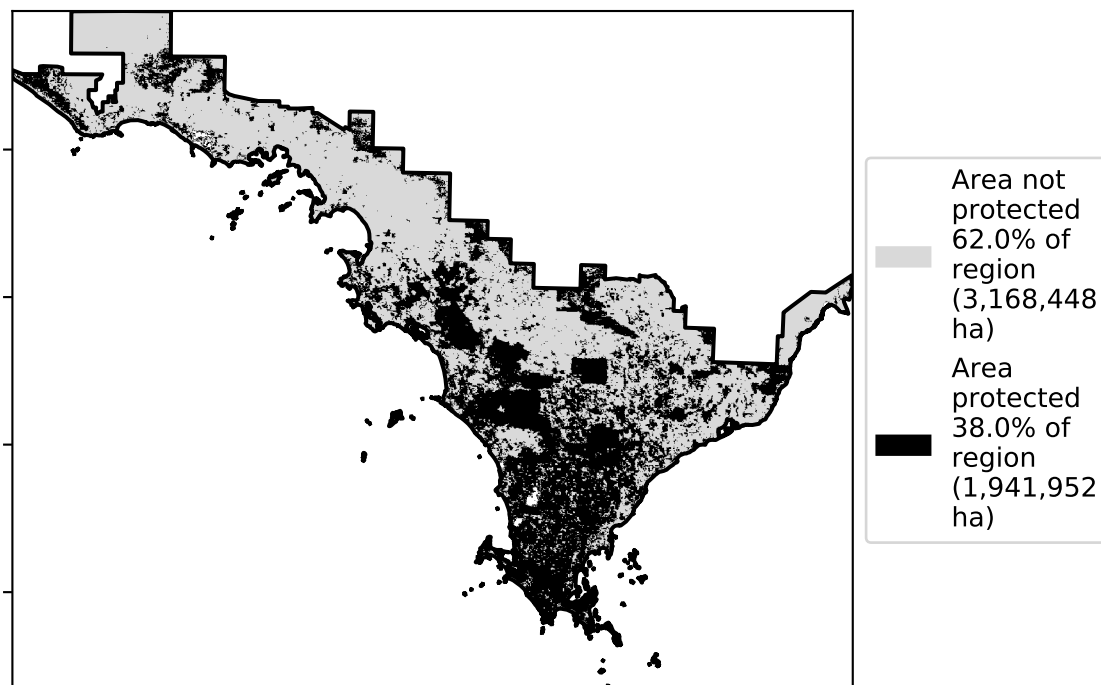 Area not
protected
62.0% of
region
(3,168,448
ha)
Area
protected
38.0% of
region
(1,941,952
ha)